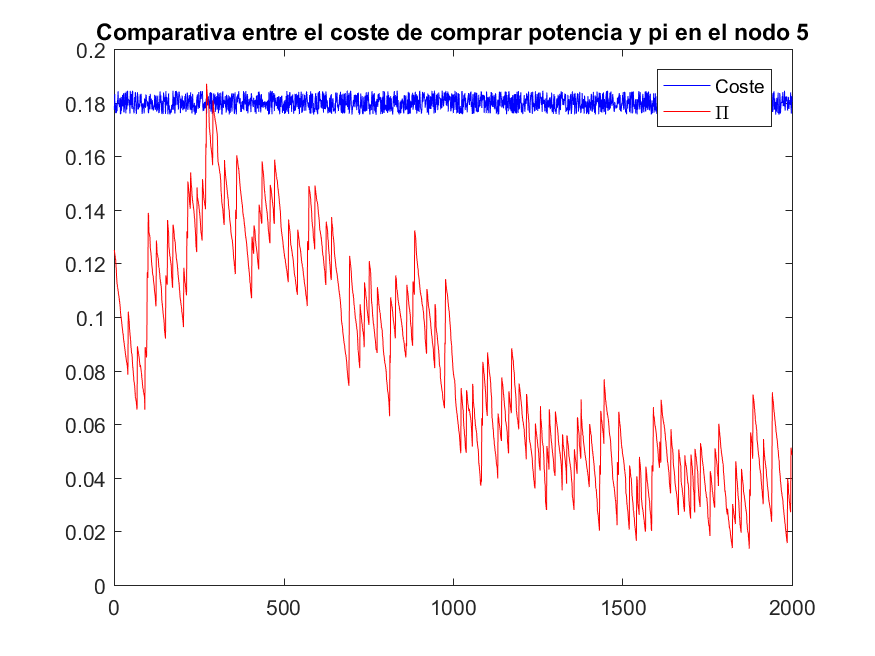 Comparativa entre el coste de comprar potencia y pi en el nodo 5
0.2
0.18
0.16
0.14
0.12
0.1
0.08
0.06
0.04
0.02
0
0 500 1000 1500 2000
Coste
Π